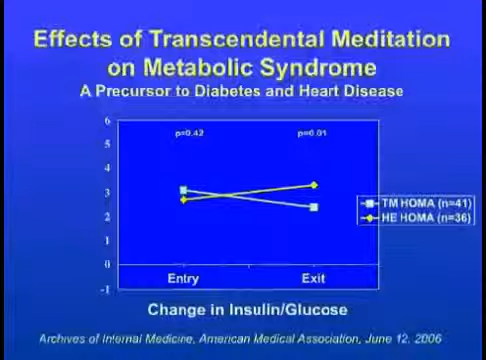 Effects of Transcendental Meditation
on Metabolic Syndrome
A Precursor to Diabetes and Heart Disease
6
5
4
3
2
1
0
-1
p=0.42
p=0.01
TM HOMA (n=41)
HE HOMA (n=36)
Entry
Exit
Change in Insulin/Glucose
Archives of Internal Medicine, American Medical Association, June 12, 2006